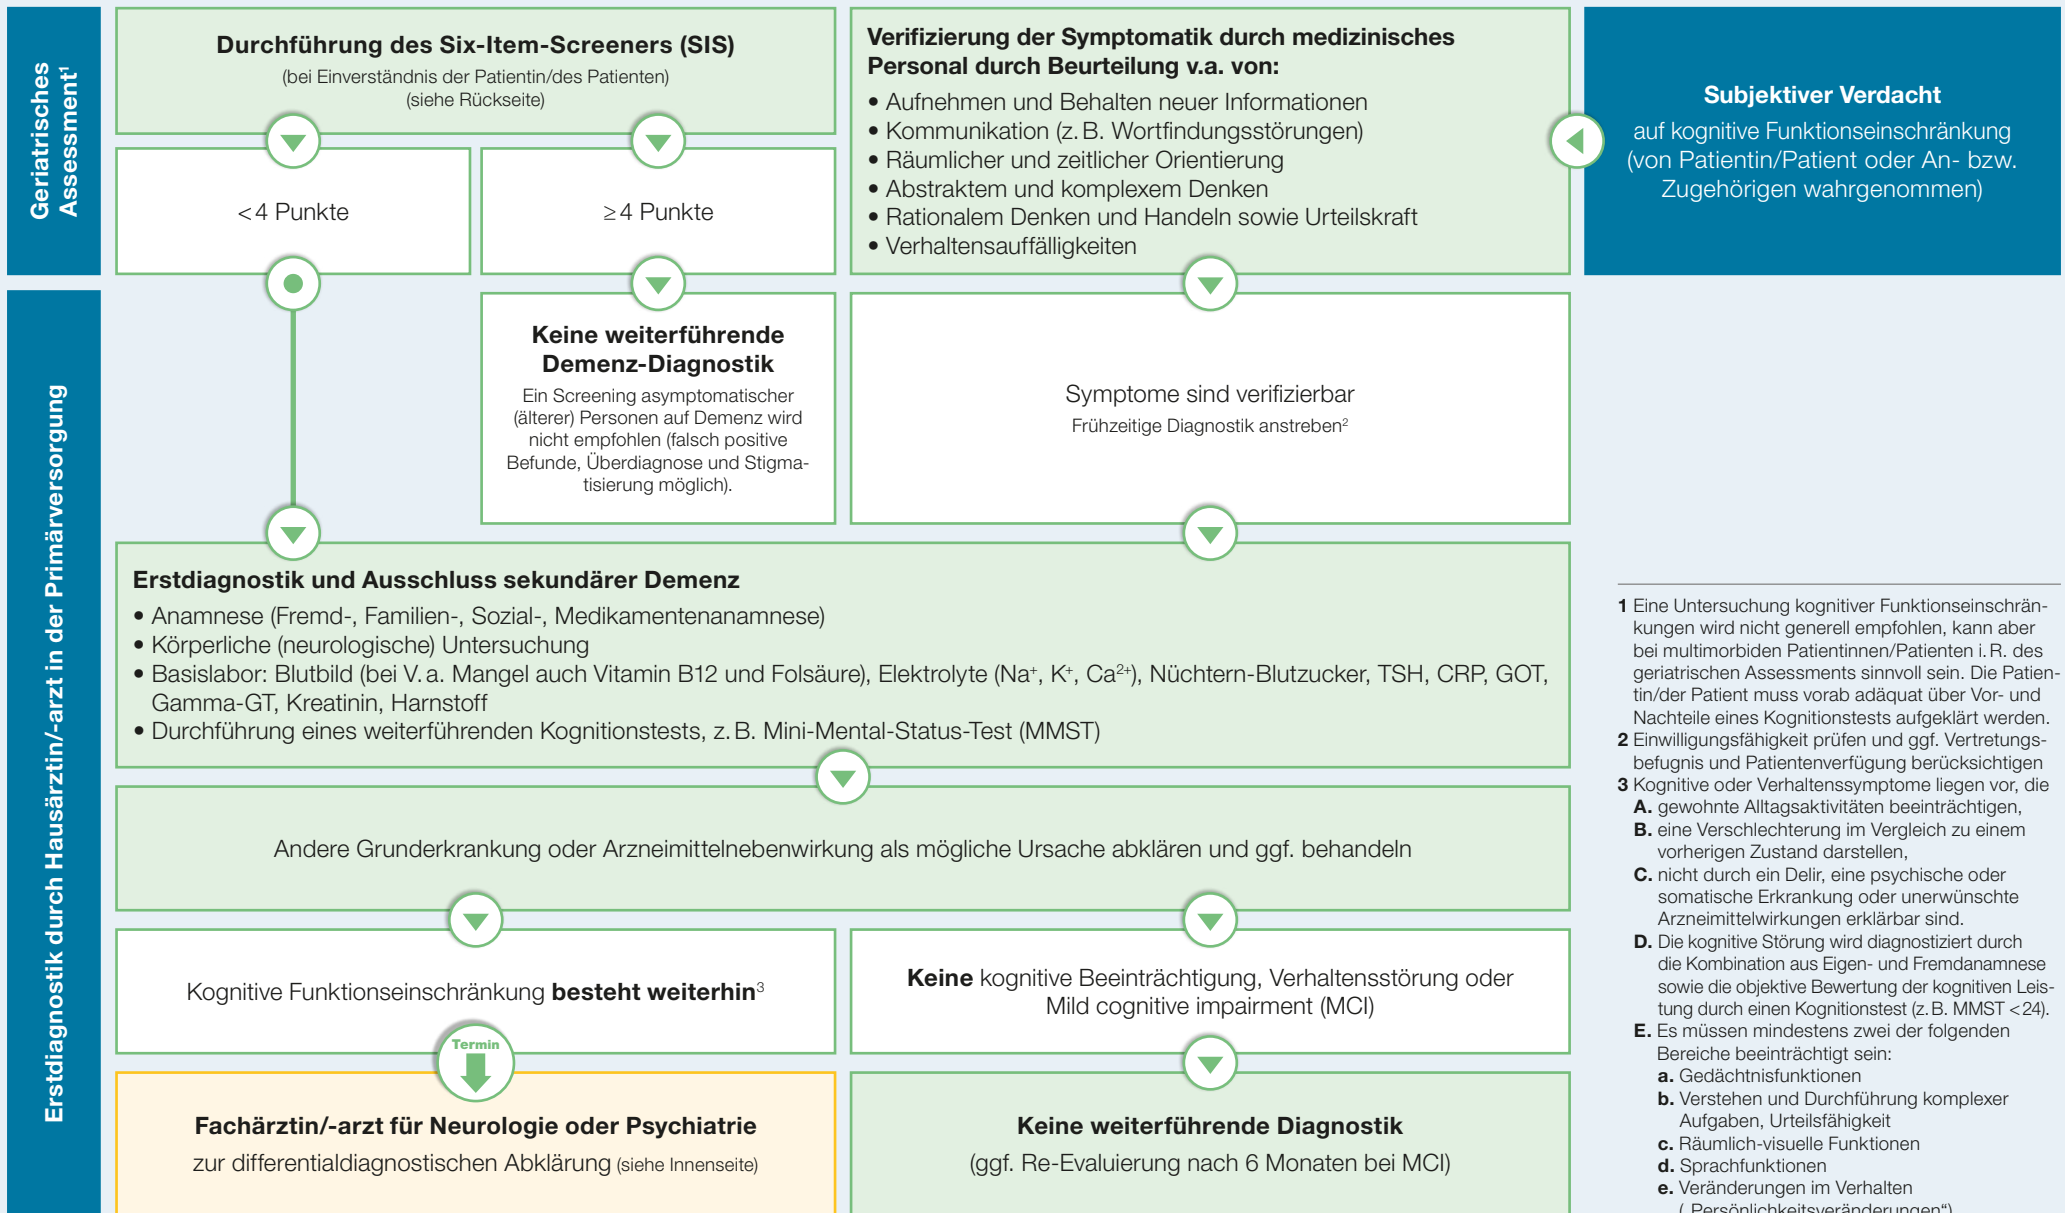 Geriatrisches
Assessment¹
Durchführung des Six-Item-Screeners (SIS)
(bei Einverständnis der Patientin/des Patienten)
(siehe Rückseite)
< 4 Punkte
≥ 4 Punkte
Verifizierung der Symptomatik durch medizinisches
Personal durch Beurteilung v.a. von:
• Aufnehmen und Behalten neuer Informationen
• Kommunikation (z. B. Wortfindungsstörungen)
• Räumlicher und zeitlicher Orientierung
• Abstraktem und komplexem Denken
• Rationalem Denken und Handeln sowie Urteilskraft
• Verhaltensauffälligkeiten
Subjektiver Verdacht
auf kognitive Funktionseinschränkung
(von Patientin/Patient oder An- bzw.
Zugehörigen wahrgenommen)
Erstdiagnostik durch Hausärztin/-arzt in der Primärversorgung
Keine weiterführende
Demenz-Diagnostik
Ein Screening asymptomatischer
(älterer) Personen auf Demenz wird
nicht empfohlen (falsch positive
Befunde, Überdiagnose und Stigma-
tisierung möglich).
Symptome sind verifizierbar
Frühzeitige Diagnostik anstreben²
Erstdiagnostik und Ausschluss sekundärer Demenz
• Anamnese (Fremd-, Familien-, Sozial-, Medikamentenanamnese)
• Körperliche (neurologische) Untersuchung
• Basislabor: Blutbild (bei V. a. Mangel auch Vitamin B12 und Folsäure), Elektrolyte (Na⁺, K⁺, Ca²⁺), Nüchtern-Blutzucker, TSH, CRP, GOT,
Gamma-GT, Kreatinin, Harnstoff
• Durchführung eines weiterführenden Kognitionstests, z. B. Mini-Mental-Status-Test (MMST)
Andere Grunderkrankung oder Arzneimittelnebenwirkung als mögliche Ursache abklären und ggf. behandeln
Kognitive Funktionseinschränkung besteht weiterhin³
Keine kognitive Beeinträchtigung, Verhaltensstörung oder
Mild cognitive impairment (MCI)
Termin
Fachärztin/-arzt für Neurologie oder Psychiatrie
zur differentialdiagnostischen Abklärung (siehe Innenseite)
Keine weiterführende Diagnostik
(ggf. Re-Evaluierung nach 6 Monaten bei MCI)
1 Eine Untersuchung kognitiver Funktionseinschrän-
kungen wird nicht generell empfohlen, kann aber
bei multimorbiden Patientinnen/Patienten i. R. des
geriatrischen Assessments sinnvoll sein. Die Patien-
tin/der Patient muss vorab adäquat über Vor- und
Nachteile eines Kognitionstests aufgeklärt werden.
2 Einwilligungsfähigkeit prüfen und ggf. Vertretungs-
befugnis und Patientenverfügung berücksichtigen
3 Kognitive oder Verhaltenssymptome liegen vor, die
A. gewohnte Alltagsaktivitäten beeinträchtigen,
B. eine Verschlechterung im Vergleich zu einem
vorherigen Zustand darstellen,
C. nicht durch ein Delir, eine psychische oder
somatische Erkrankung oder unerwünschte
Arzneimittelwirkungen erklärbar sind.
D. Die kognitive Störung wird diagnostiziert durch
die Kombination aus Eigen- und Fremdanamnese
sowie die objektive Bewertung der kognitiven Leis-
tung durch einen Kognitionstest (z. B. MMST < 24).
E. Es müssen mindestens zwei der folgenden
Bereiche beeinträchtigt sein:
a. Gedächtnisfunktionen
b. Verstehen und Durchführung komplexer
Aufgaben, Urteilsfähigkeit
c. Räumlich-visuelle Funktionen
d. Sprachfunktionen
e. Veränderungen im Verhalten
(„Persönlichkeitsveränderungen“)